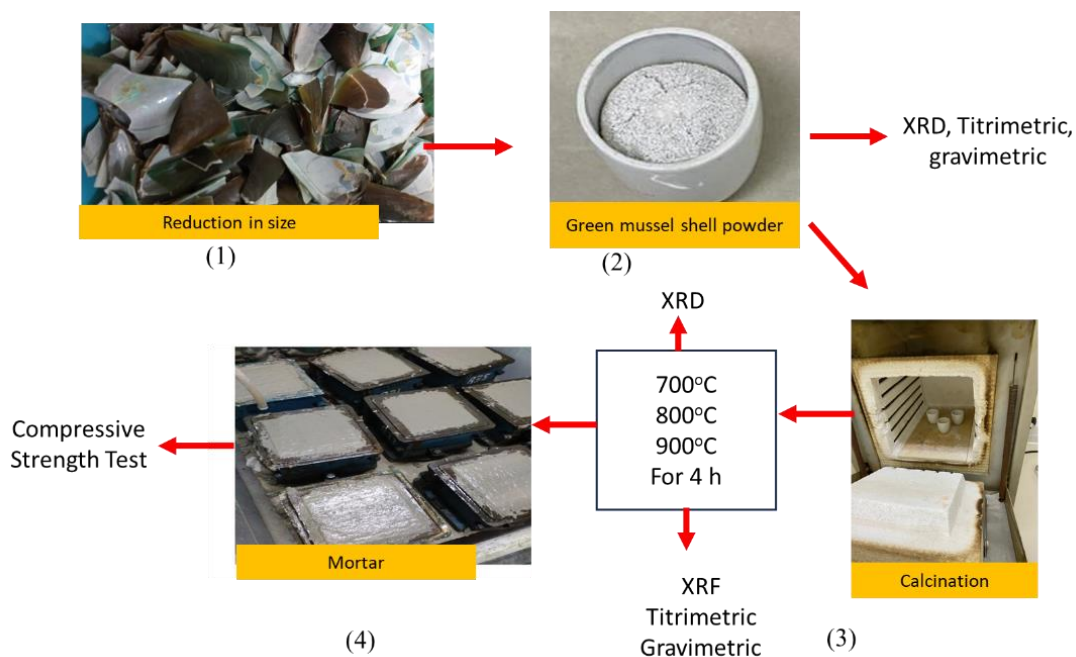 Reduction in size
(1)
Green mussel shell powder
(2)
XRD, Titrimetric,
gravimetric
Calcination
(3)
XRD
700°C
800°C
900°C
For 4 h
XRF
Titrimetric
Gravimetric
Mortar
(4)
Compressive
Strength Test